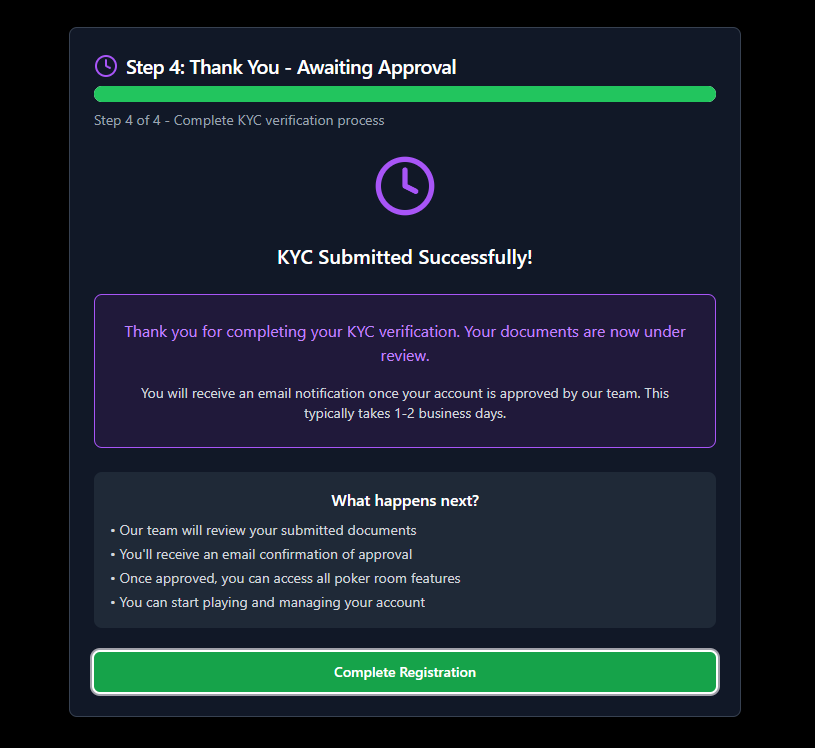 Step 4: Thank You - Awaiting Approval
Step 4 of 4 - Complete KYC verification process
KYC Submitted Successfully!
Thank you for completing your KYC verification. Your documents are now under
review.
You will receive an email notification once your account is approved by our team. This
typically takes 1-2 business days.
What happens next?
• Our team will review your submitted documents
• You'll receive an email confirmation of approval
• Once approved, you can access all poker room features
• You can start playing and managing your account
Complete Registration